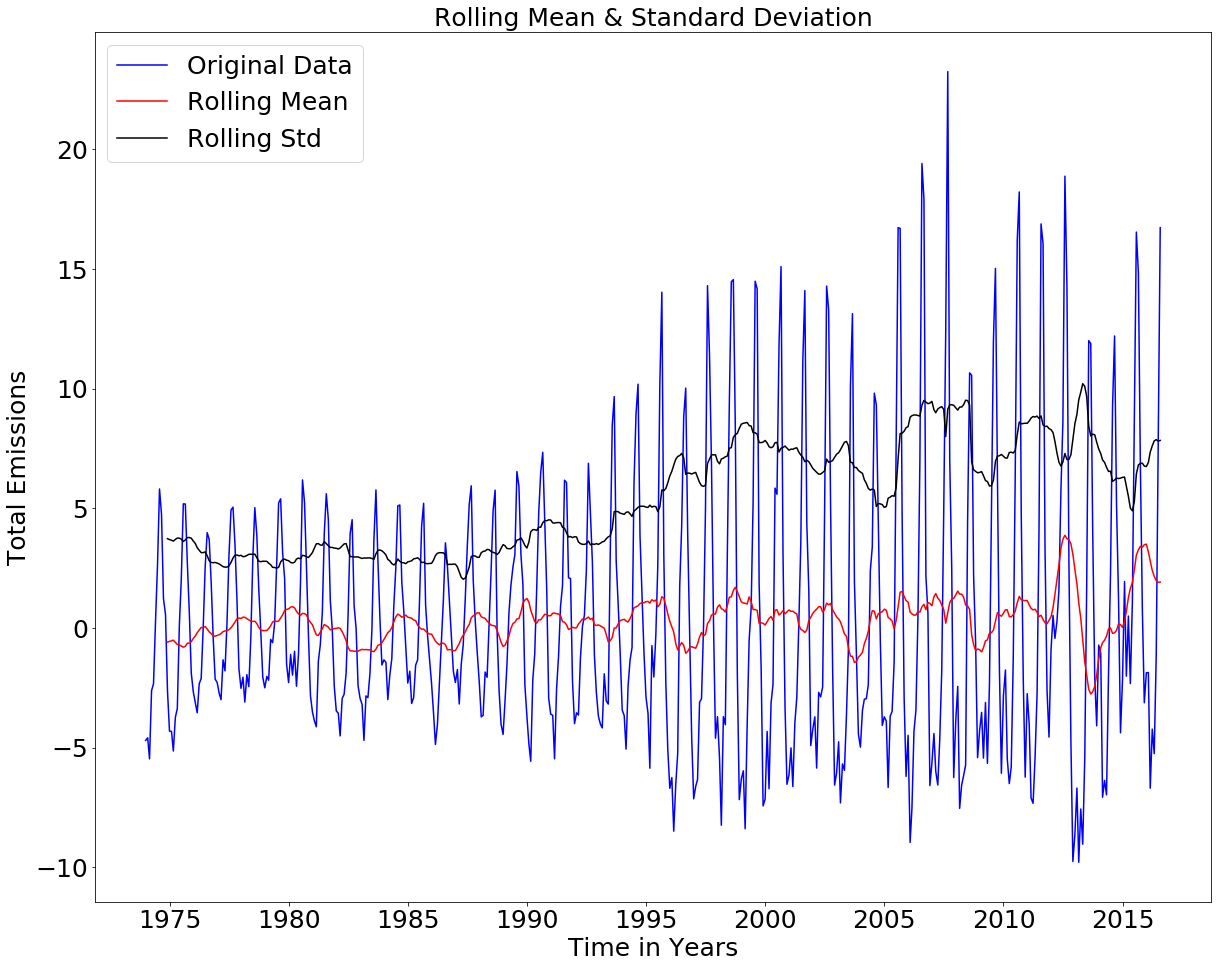 Rolling Mean & Standard Deviation
Original Data
Rolling Mean
Rolling Std
Total Emissions
20
15
10
5
0
−5
−10
1975 1980 1985 1990 1995 2000 2005 2010 2015
Time in Years